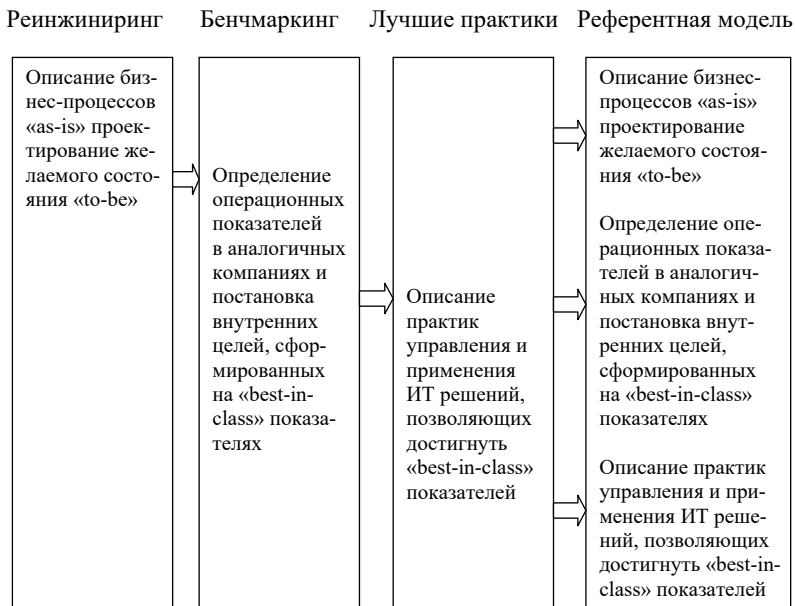 Реинжиниринг
Бенчмаркинг
Лучшие практики
Референтная модель
Описание биз-
нес-процессов
«as-is» проек-
тирование же-
лаемого состо-
яния «to-be»
Определение
операционных
показателей
в аналогичных
компаниях и
постановка
внутренних
целей, сфор-
мированных
на «best-in-
class» показа-
телях
Описание
практик
управления и
применения
ИТ решений,
позволяющих
достигнуть
«best-in-class»
показателей
Описание бизнес-
процессов «as-is»
проектирование
желаемого состоя-
ния «to-be»
Определение опе-
рационных показа-
телей в аналогич-
ных компаниях и
постановка внут-
ренних целей,
сформированных
на «best-in-class»
показателях
Описание практик
управления и при-
менения ИТ реше-
ний, позволяющих
достигнуть «best-in-
class» показателей